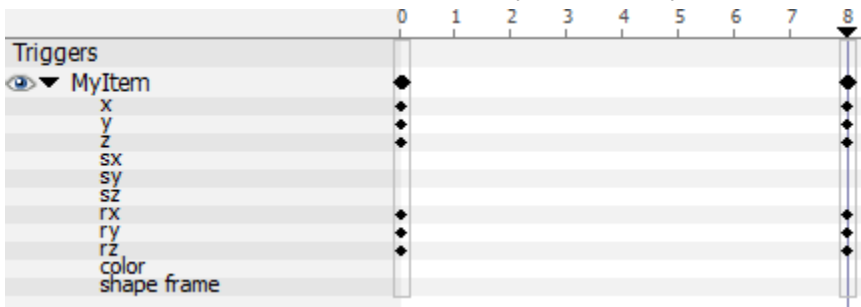 0 1 2 3 4 5 6 7 8
Triggers
MyItem
x
y
z
sx
sy
sz
rx
ry
rz
color
shape frame